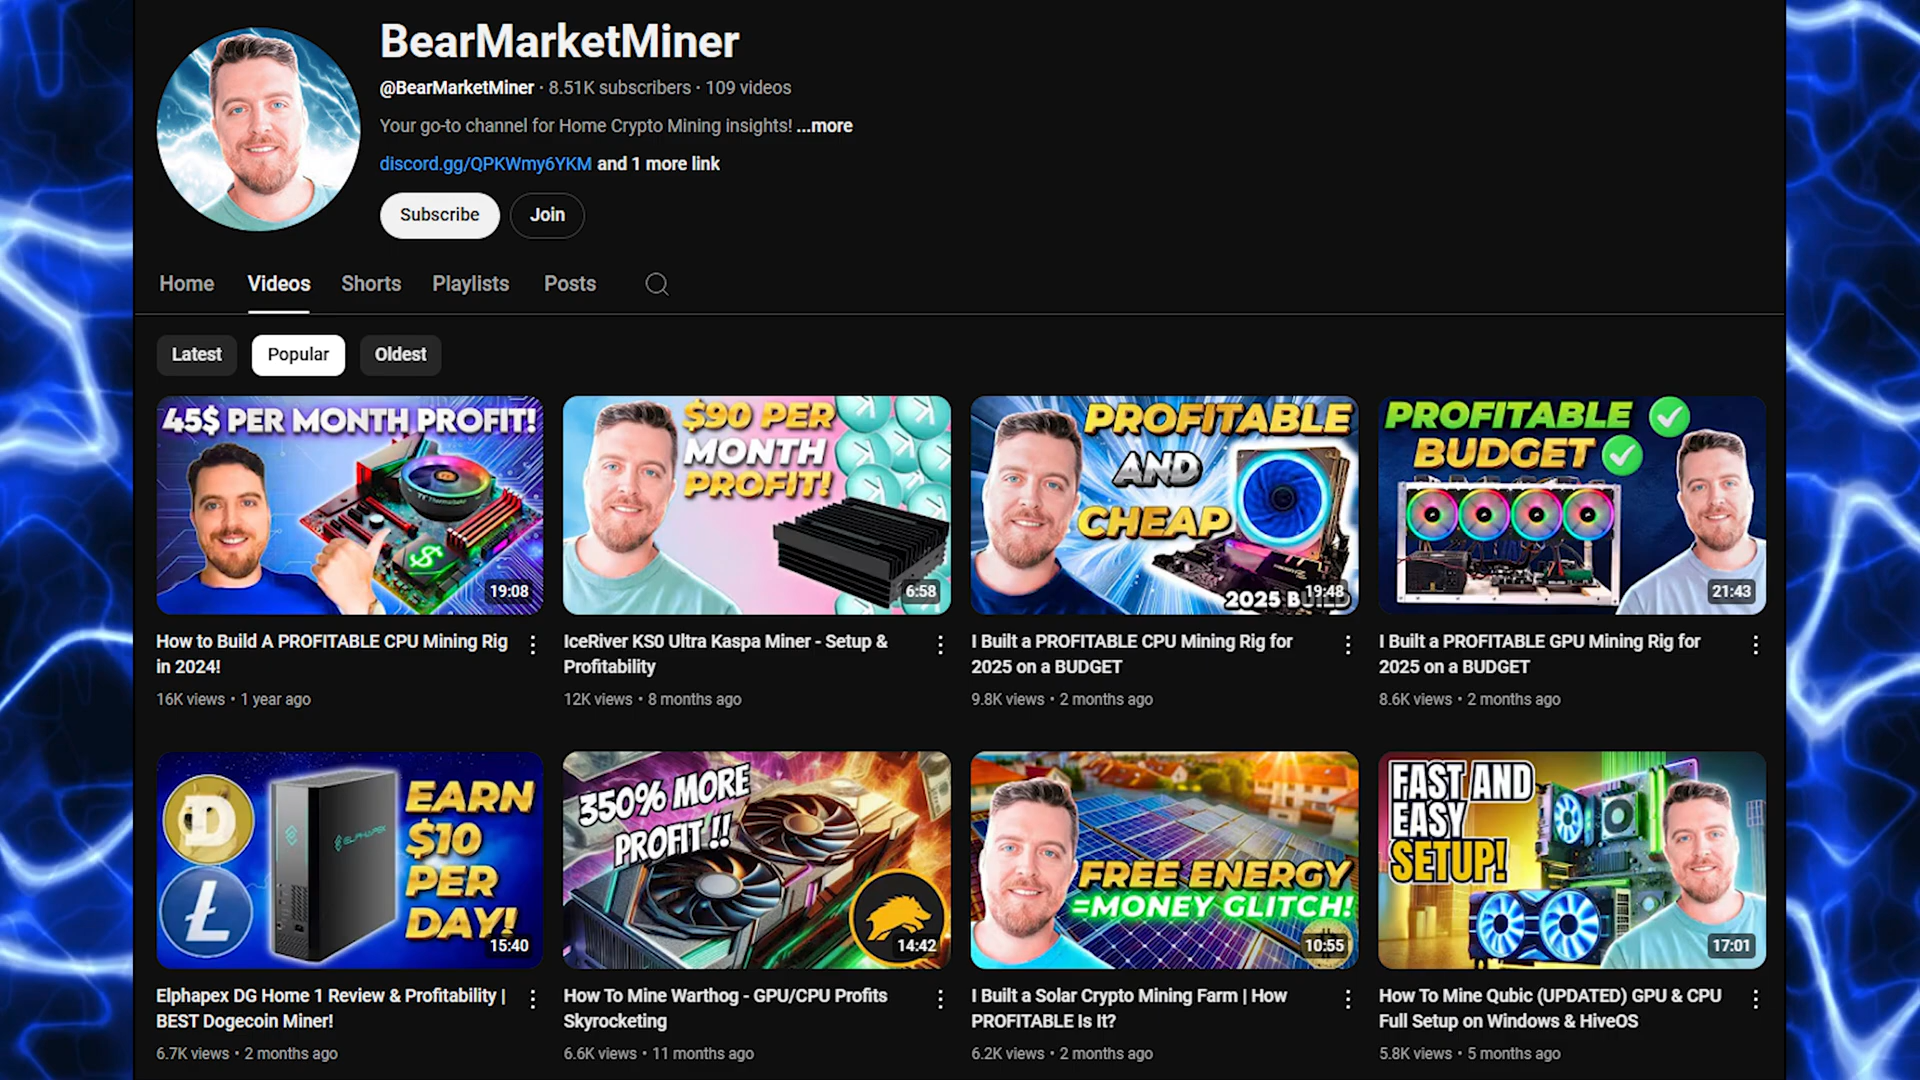 BearMarketMiner
@BearMarketMiner · 8.51K subscribers · 109 videos
Your go-to channel for Home Crypto Mining insights! ...more
discord.gg/QPKWmy6YKM and 1 more link
Subscribe
Join
Home
Videos
Shorts
Playlists
Posts
Latest
Popular
Oldest
45$ PER MONTH PROFIT!
Thermaltake
19:08
$90 PER
MONTH
PROFIT!
6:58
PROFITABLE
AND
CHEAP
2025 BUILD
19:48
PROFITABLE
BUDGET
21:43
How to Build A PROFITABLE CPU Mining Rig
in 2024!
16K views • 1 year ago
IceRiver KS0 Ultra Kaspa Miner - Setup &
Profitability
12K views • 8 months ago
I Built a PROFITABLE CPU Mining Rig for
2025 on a BUDGET
9.8K views • 2 months ago
I Built a PROFITABLE GPU Mining Rig for
2025 on a BUDGET
8.6K views • 2 months ago
ELPHAPEX
EARN
$10
PER
DAY!
15:40
350% MORE
PROFIT !!
14:42
FREE ENERGY
=MONEY GLITCH!
10:55
FAST AND
EASY
SETUP!
17:01
Elphapex DG Home 1 Review & Profitability |
BEST Dogecoin Miner!
6.7K views • 2 months ago
How To Mine Warthog - GPU/CPU Profits
Skyrocketing
6.6K views • 11 months ago
I Built a Solar Crypto Mining Farm | How
PROFITABLE Is It?
6.2K views • 2 months ago
How To Mine Qubic (UPDATED) GPU & CPU
Full Setup on Windows & HiveOS
5.8K views • 5 months ago